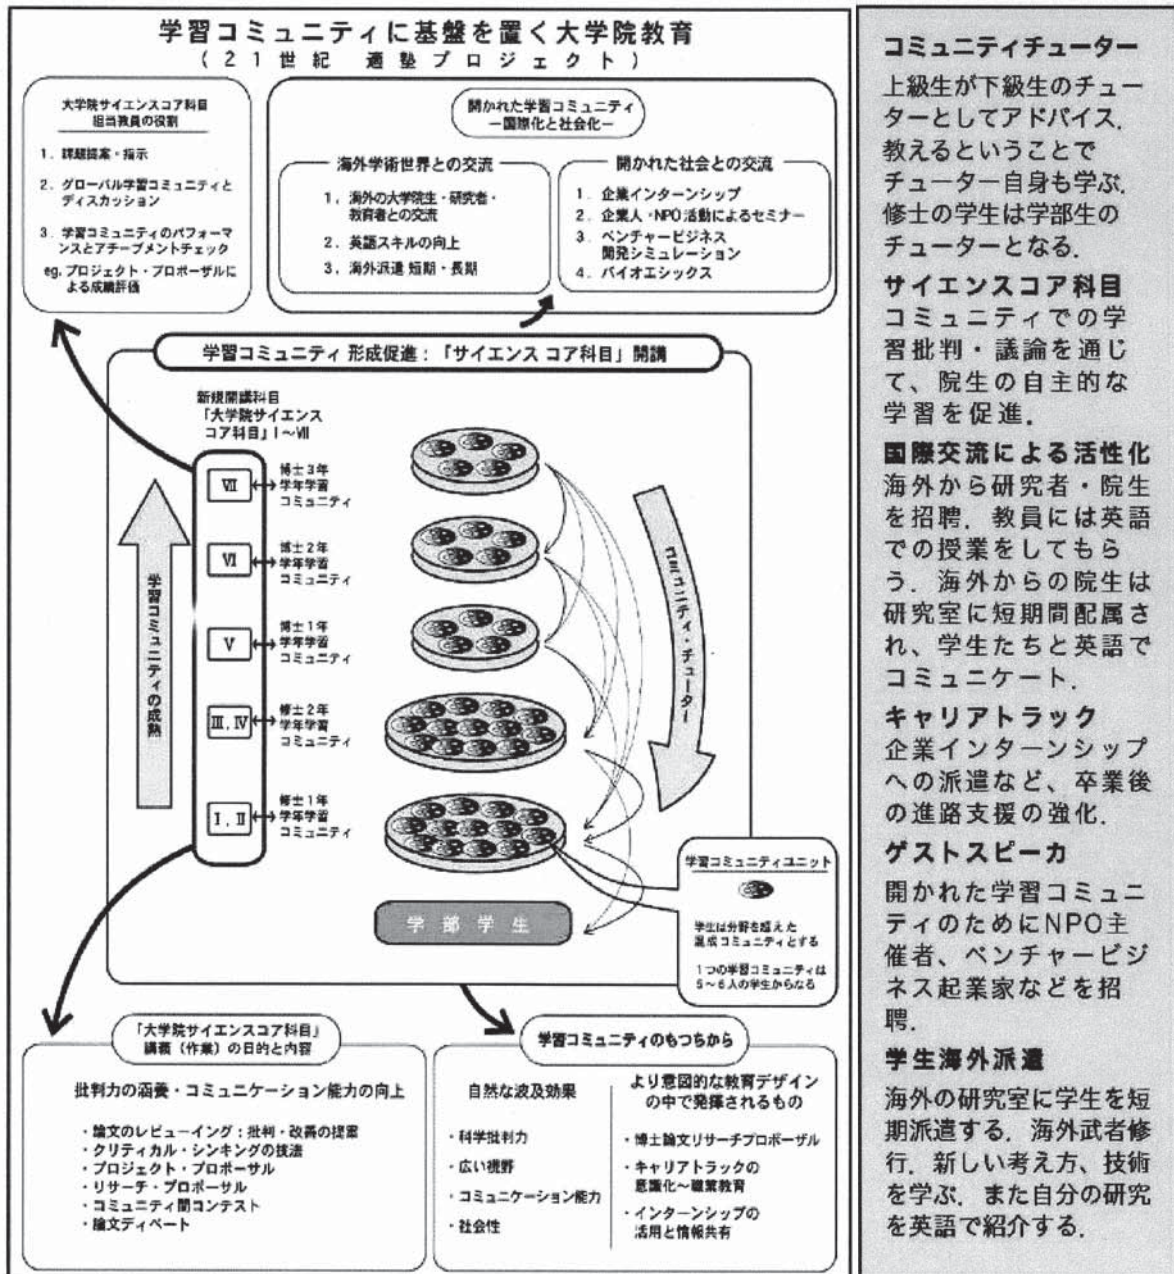 学習コミュニティに基盤を置く大学院教育
(21世紀 適塾プロジェクト)
大学院サイエンスコア科目
担当教員の役割
1. 課題提案・指示
2. グローバル学習コミュニティと
ディスカッション
3. 学習コミュニティのパフォーマ
ンスとアチーブメントチェック
eg. プロジェクト・プロポーザルに
よる成績評価
開かれた学習コミュニティ
ー国際化と社会化ー
海外学術世界との交流
1. 海外の大学院生・研究者・
教育者との交流
2. 英語スキルの向上
3. 海外派遣 短期・長期
開かれた社会との交流
1. 企業インターンシップ
2. 企業人・NPO活動によるセミナー
3. ベンチャービジネス
開発シミュレーション
4. バイオエシックス
学習コミュニティ 形成促進:「サイエンス コア科目」開講
新規開講科目
「大学院サイエンス
コア科目」I~VII
VII
博士3年
学年学習
コミュニティ
VI
博士2年
学年学習
コミュニティ
V
博士1年
学年学習
コミュニティ
III, IV
修士2年
学年学習
コミュニティ
I, II
修士1年
学年学習
コミュニティ
学習コミュニティの成熟
コミュニティ・チューター
学部学生
学習コミュニティユニット
学生は分野を超えた
混成コミュニティとする
1つの学習コミュニティは
5~6人の学生からなる
「大学院サイエンスコア科目」
講義(作業)の目的と内容
批判力の涵養・コミュニケーション能力の向上
・論文のレビューイング:批判・改善の提案
・クリティカル・シンキングの技法
・プロジェクト・プロポーサル
・リサーチ・プロポーサル
・コミュニティ間コンテスト
・論文ディベート
学習コミュニティのもつちから
自然な波及効果
・科学批判力
・広い視野
・コミュニケーション能力
・社会性
より意図的な教育デザイン
の中で発揮されるもの
・博士論文リサーチプロポーザル
・キャリアトラックの
意識化~職業教育
・インターンシップの
活用と情報共有
コミュニティチューター
上級生が下級生のチュー
ターとしてアドバイス.
教えるということで
チューター自身も学ぶ.
修士の学生は学部生の
チューターとなる.
サイエンスコア科目
コミュニティでの学
習批判・議論を通じ
て、院生の自主的な
学習を促進.
国際交流による活性化
海外から研究者・院生
を招聘. 教員には英語
での授業をしてもら
う. 海外からの院生は
研究室に短期間配属さ
れ、学生たちと英語で
コミュニケート.
キャリアトラック
企業インターンシップ
への派遣など、卒業後
の進路支援の強化.
ゲストスピーカ
開かれた学習コミュニ
ティのためにNPO主
催者、ベンチャービジ
ネス起業家などを招
聘.
学生海外派遣
海外の研究室に学生を短
期派遣する. 海外武者修
行. 新しい考え方、技術
を学ぶ. また自分の研究
を英語で紹介する.